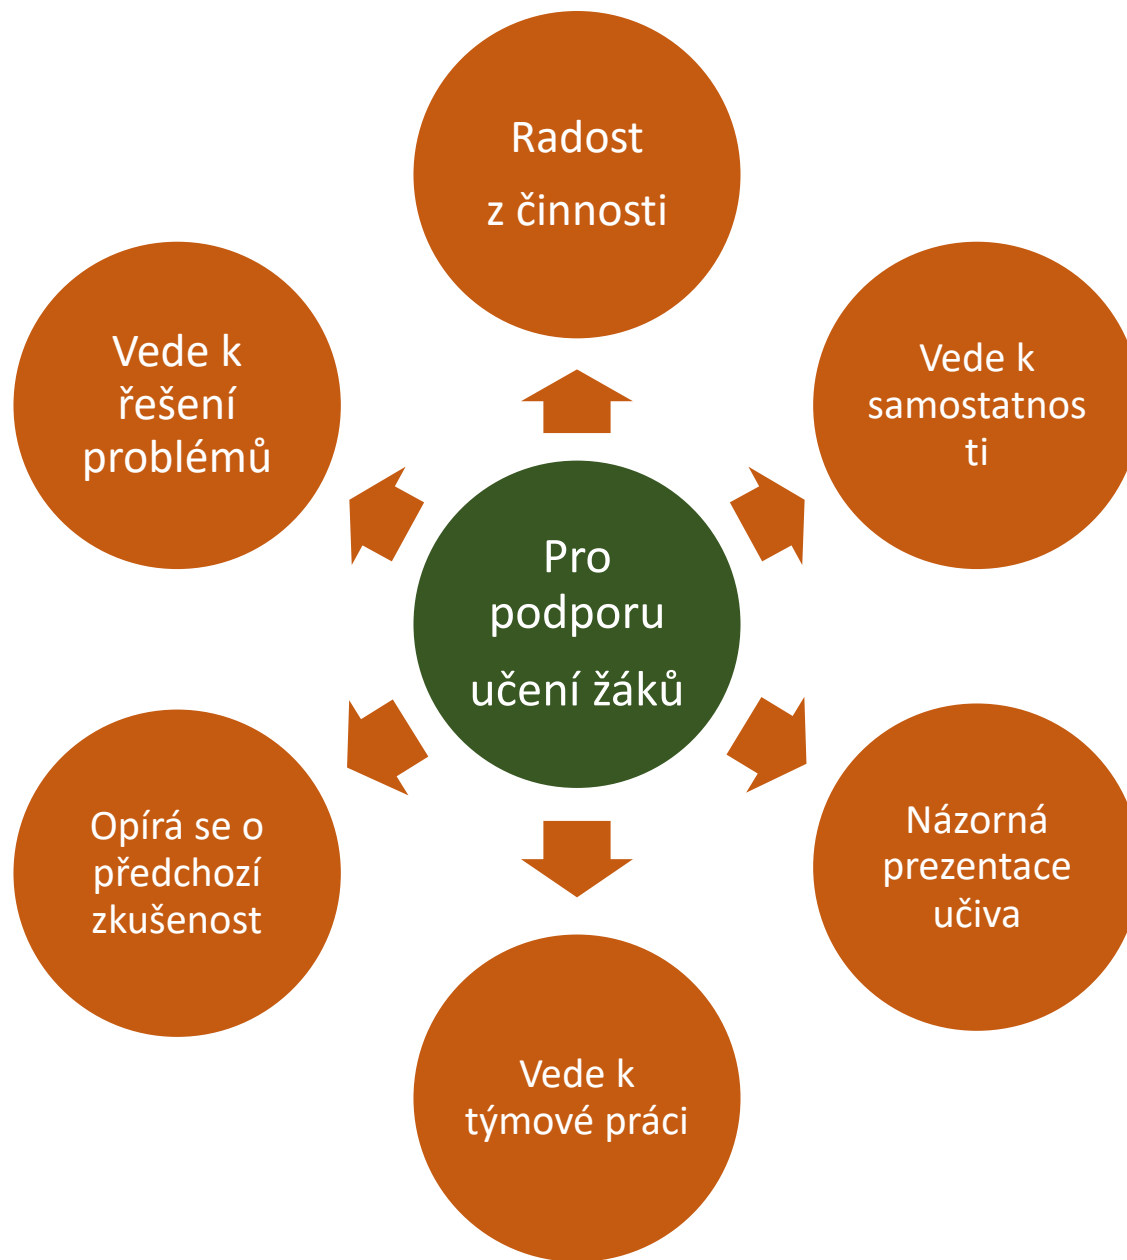 Radost
z činnosti
Vede k
samostatnos
ti
Názorná
prezentace
učiva
Vede k
týmové práci
Opírá se o
předchozí
zkušenost
Vede k
řešení
problémů
Pro
podporu
učení žáků